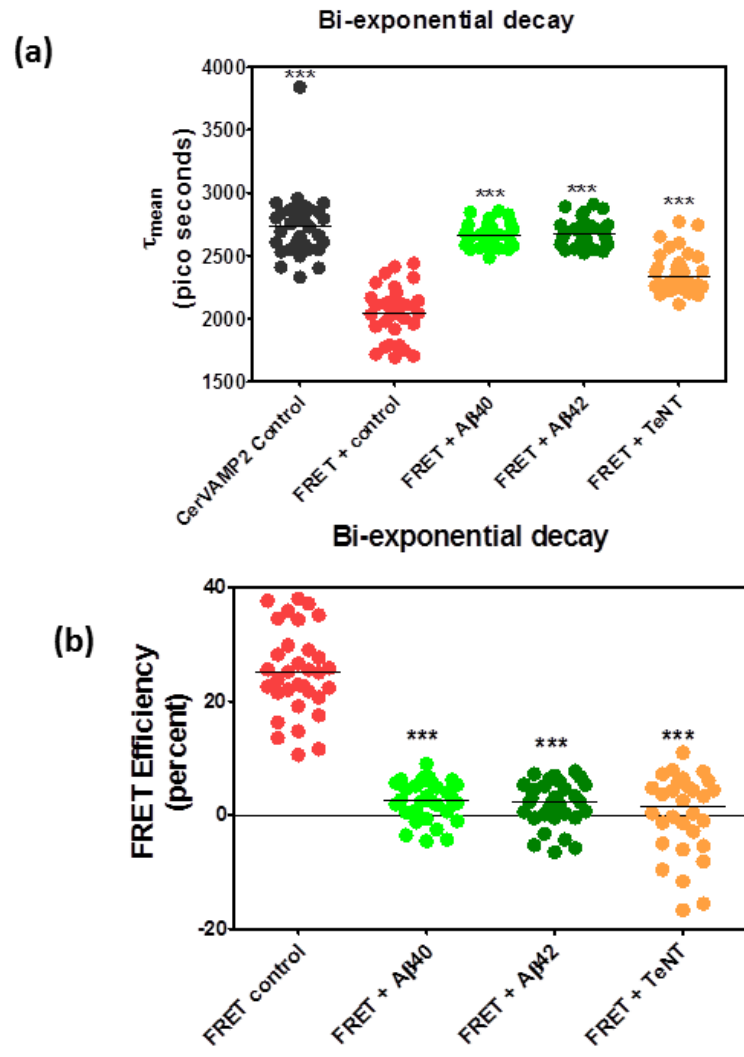 Bi-exponential decay
(a)
***
4000
3500
3000
2500
2000
1500
τmean
(pico seconds)
***
***
***
CerVAMP2 Control
FRET + control
FRET + Aβ40
FRET + Aβ42
FRET + TeNT
Bi-exponential decay
(b)
40
20
0
-20
FRET Efficiency
(percent)
***
***
***
FRET control
FRET + Aβ40
FRET + Aβ42
FRET + TeNT